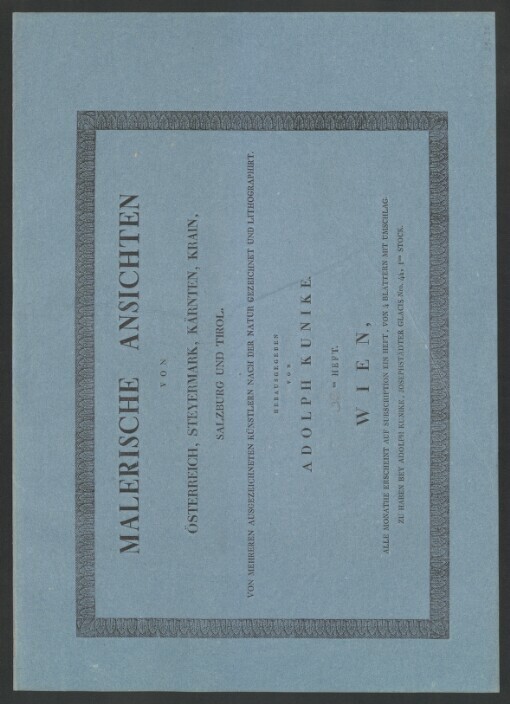 MALERISCHE ANSICHTEN
VON
ÖSTERREICH, STEYERMARK, KÄRNTEN, KRAIN,
SALZBURG UND TIROL,
VON MEHREREN AUSGEZEICHNETEN KÜNSTLERN NACH DER NATUR GEZEICHNET UND LITHOGRAPHIRT.
HERAUSGEGEBEN
VON
ADOLPH KUNIKE.
tes HEFT.
WIEN,
ALLE MONATHE ERSCHEINT AUF SUBSCRIPTION EIN HEFT, VON 4 BLÄTTERN MIT UMSCHLAG
ZU HABEN BEY ADOLPH KUNIKE, JOSEPHSTÄDTER GLACIS No. 41, 1ten STOCK.